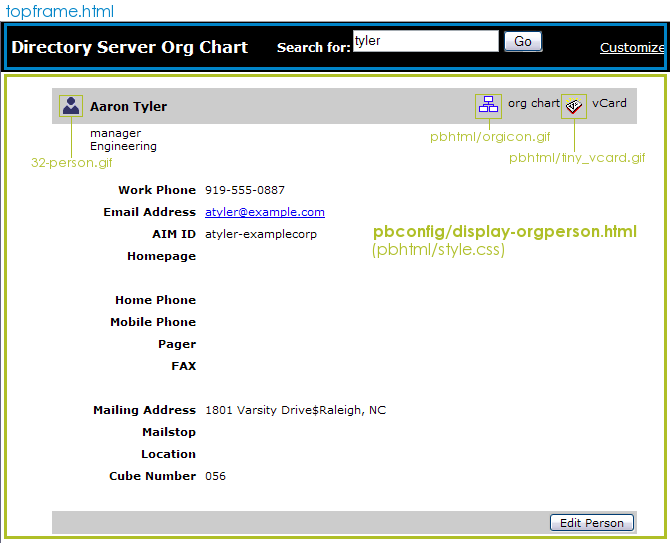 topframe.html
Directory Server Org Chart Search for: tyler Go Customize
Aaron Tyler org chart vCard
manager
Engineering
pbhtml/orgicon.gif
32-person.gif
pbhtml/tiny_vcard.gif
Work Phone 919-555-0887
Email Address atyler@example.com
AIM ID atyler-examplecorp
pbconfig/display-orgperson.html
(pbhtml/style.css)
Homepage
Home Phone
Mobile Phone
Pager
FAX
Mailing Address 1801 Varsity Drive$Raleigh, NC
Mailstop
Location
Cube Number 056
Edit Person